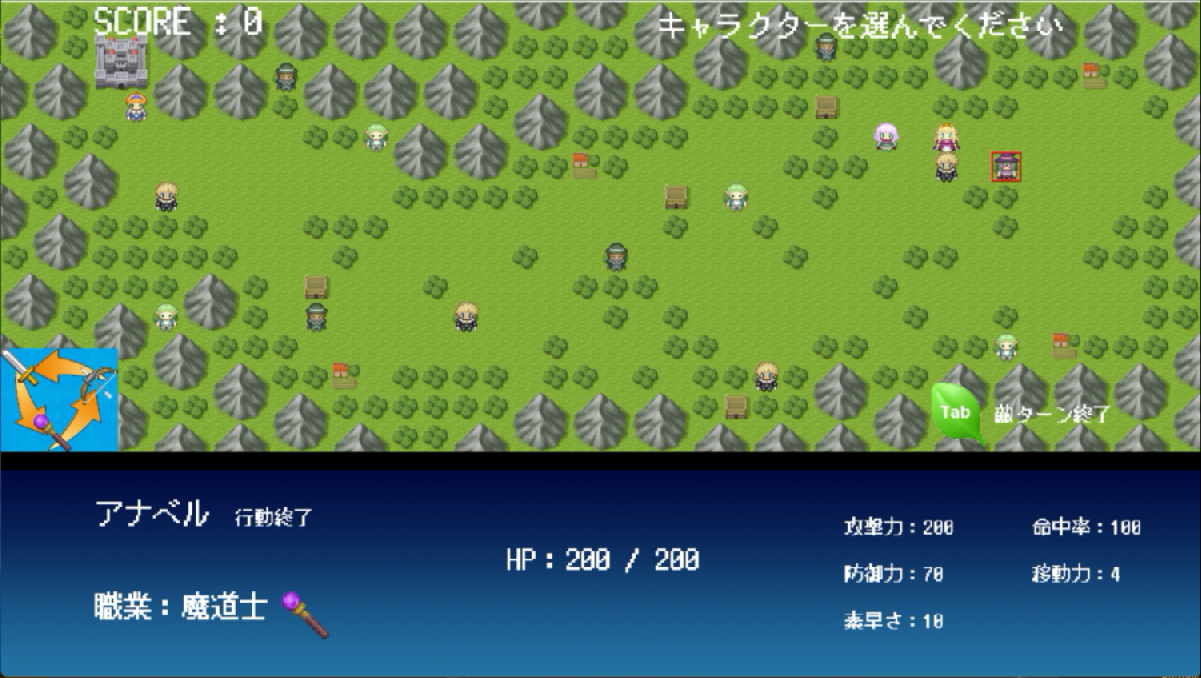 SCORE : 0
キャラクターを選んでください
Tab 敵ターン終了
アナベル 行動終了
HP : 200 / 200
職業 : 魔道士
攻撃力 : 200 命中率 : 100
防御力 : 70 移動力 : 4
素早さ : 10